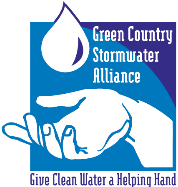 Green Country
Stormwater
Alliance
Give Clean Water a Helping Hand